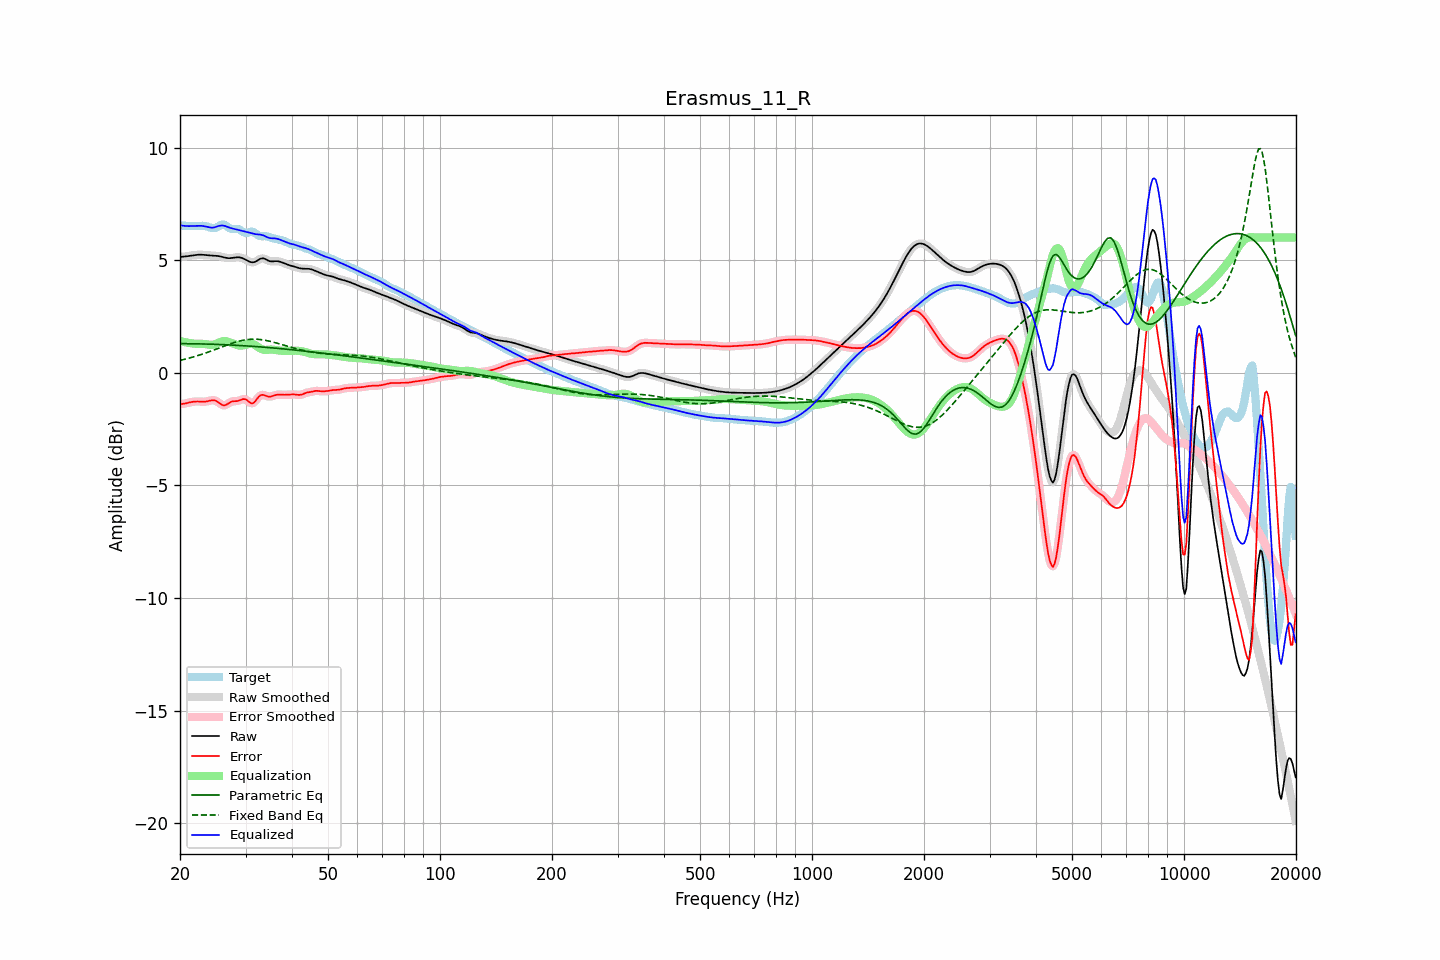 Erasmus_11_R
Amplitude (dBr)
10
5
0
−5
−10
−15
−20
Target
Raw Smoothed
Error Smoothed
Raw
Error
Equalization
Parametric Eq
Fixed Band Eq
Equalized
20 50 100 200 500 1000 2000 5000 10000 20000
Frequency (Hz)